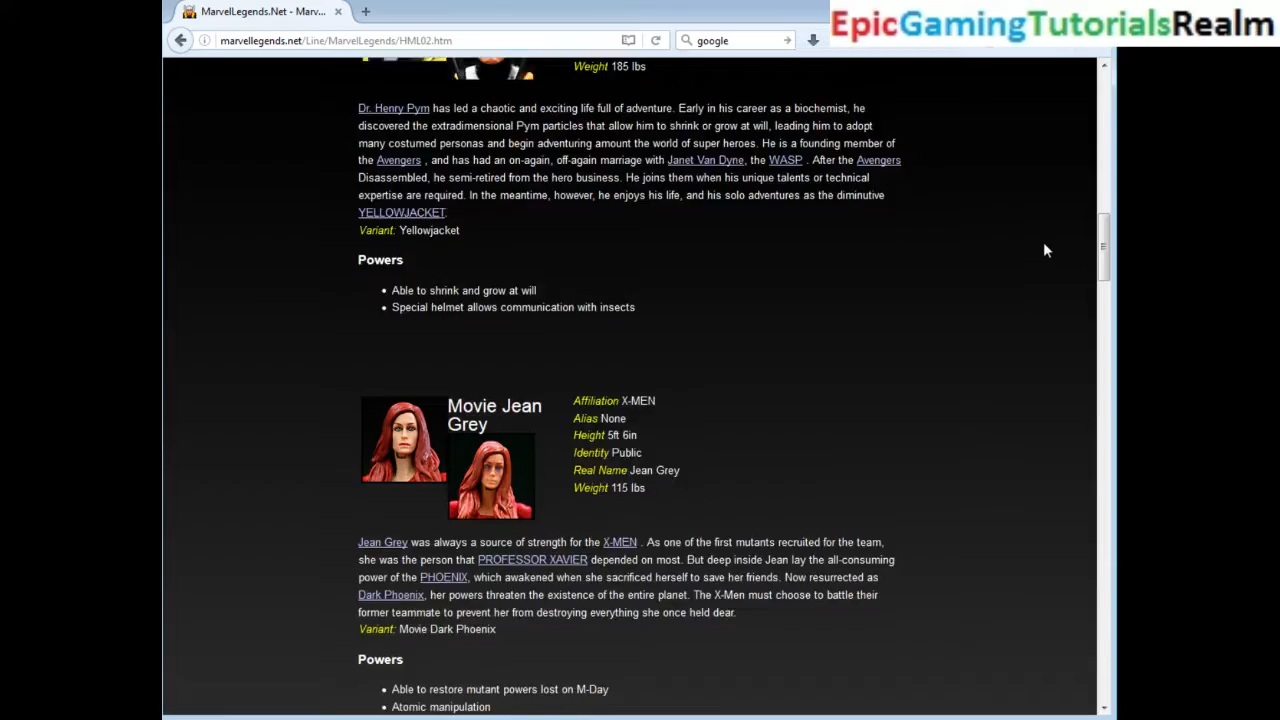 MarvelLegends.Net - Marv...
EpicGamingTutorialsRealm
marvellegends.net/Line/MarvelLegends/HML02.htm
google
Weight 185 lbs
Dr. Henry Pym has led a chaotic and exciting life full of adventure. Early in his career as a biochemist, he
discovered the extradimensional Pym particles that allow him to shrink or grow at will, leading him to adopt
many costumed personas and begin adventuring amount the world of super heroes. He is a founding member of
the Avengers , and has had an on-again, off-again marriage with Janet Van Dyne, the WASP . After the Avengers
Disassembled, he semi-retired from the hero business. He joins them when his unique talents or technical
expertise are required. In the meantime, however, he enjoys his life, and his solo adventures as the diminutive
YELLOWJACKET.
Variant: Yellowjacket
Powers
• Able to shrink and grow at will
• Special helmet allows communication with insects
Movie Jean
Grey
Affiliation X-MEN
Alias None
Height 5ft 6in
Identity Public
Real Name Jean Grey
Weight 115 lbs
Jean Grey was always a source of strength for the X-MEN . As one of the first mutants recruited for the team,
she was the person that PROFESSOR XAVIER depended on most. But deep inside Jean lay the all-consuming
power of the PHOENIX, which awakened when she sacrificed herself to save her friends. Now resurrected as
Dark Phoenix, her powers threaten the existence of the entire planet. The X-Men must choose to battle their
former teammate to prevent her from destroying everything she once held dear.
Variant: Movie Dark Phoenix
Powers
• Able to restore mutant powers lost on M-Day
• Atomic manipulation